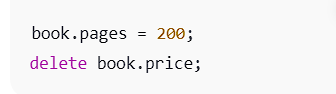 book.pages = 200;
delete book.price;